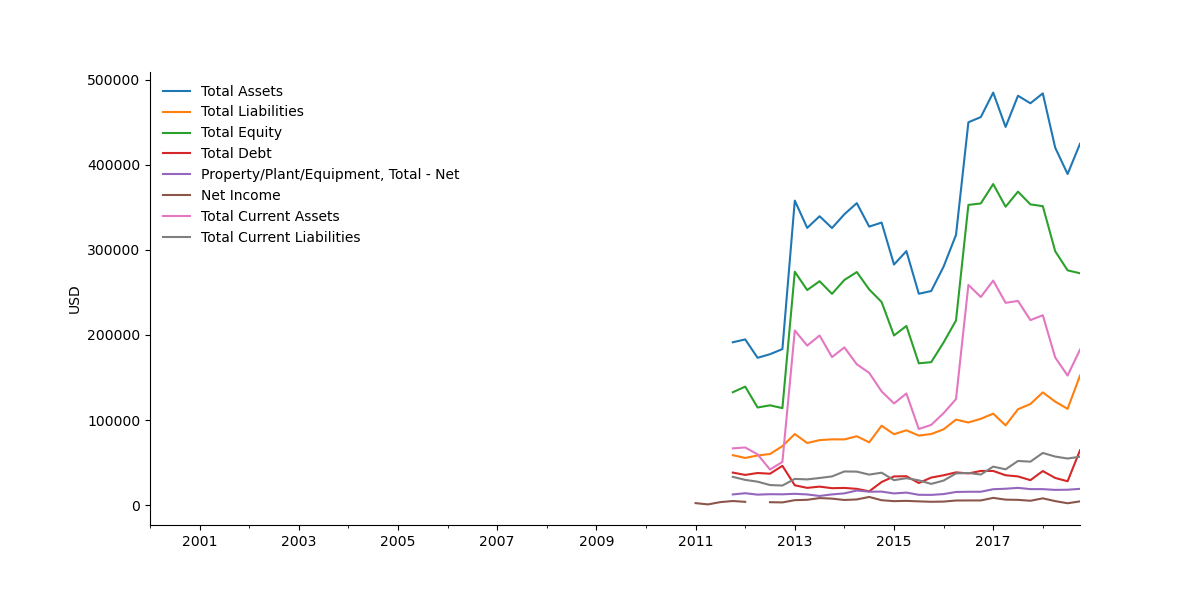 500000
400000
300000
200000
100000
0
USD
Total Assets
Total Liabilities
Total Equity
Total Debt
Property/Plant/Equipment, Total - Net
Net Income
Total Current Assets
Total Current Liabilities
2001 2003 2005 2007 2009 2011 2013 2015 2017